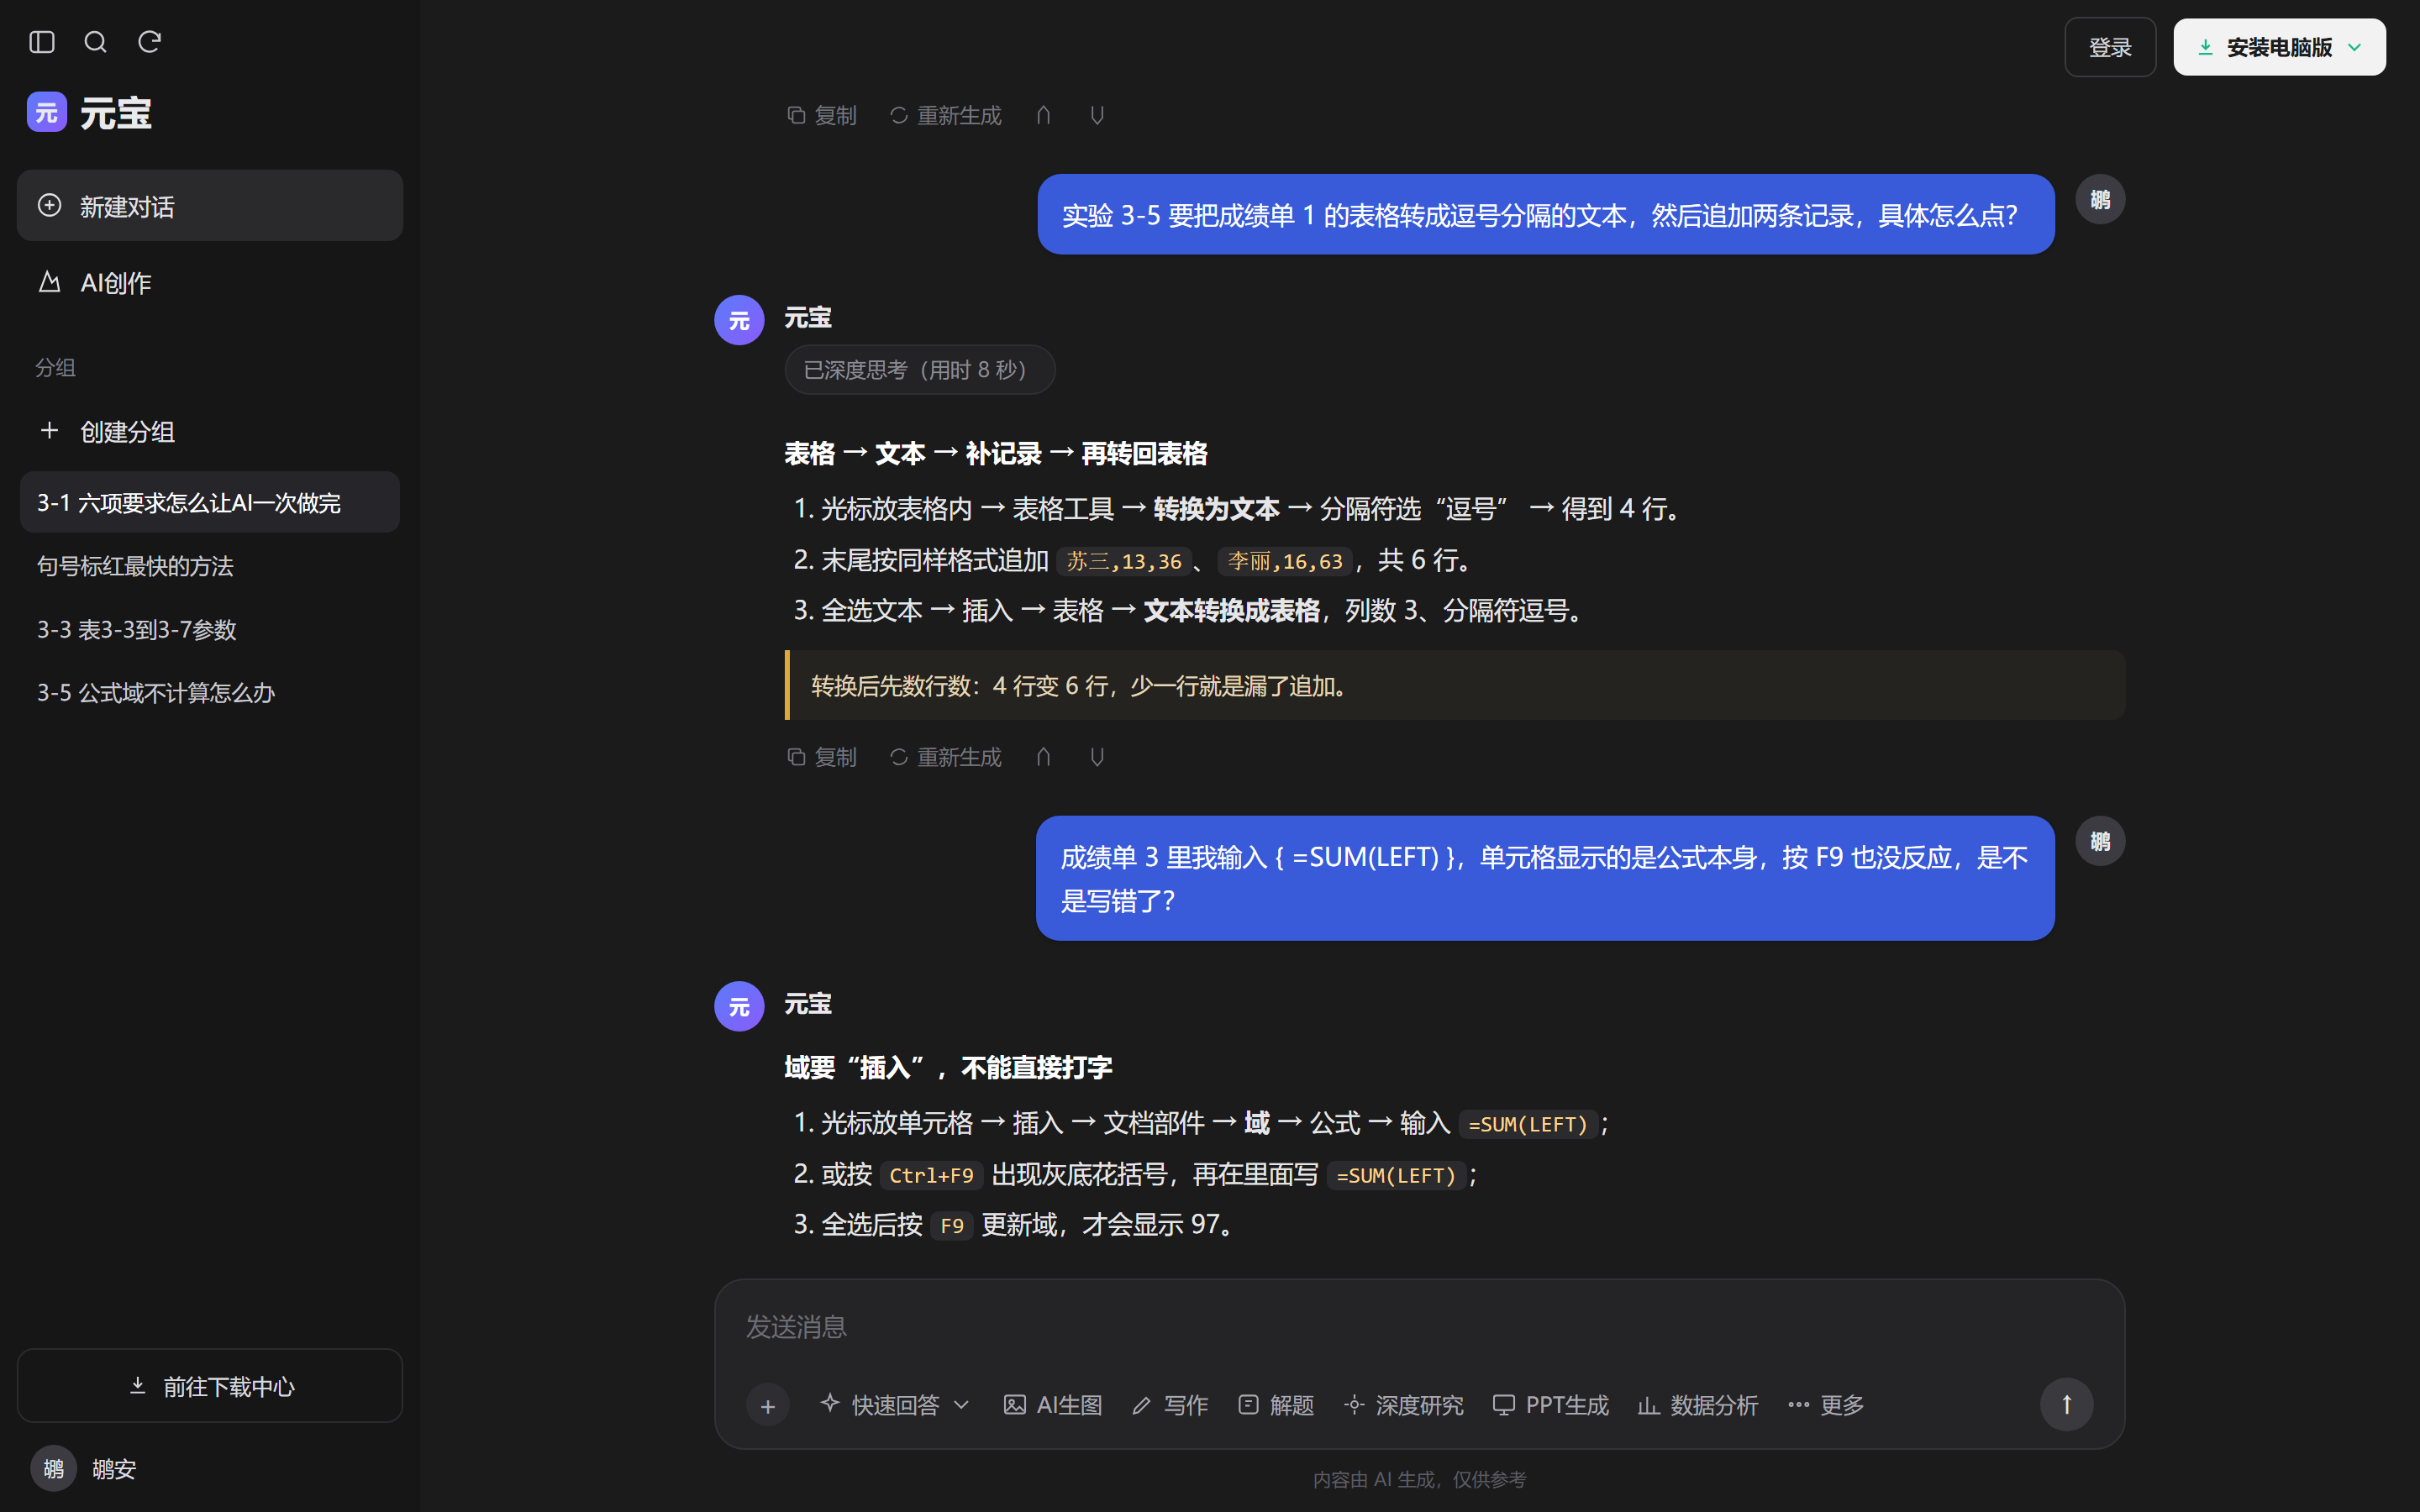 元 元宝
新建对话
AI创作
分组
创建分组
3-1 六项要求怎么让AI一次做完
句号标红最快的方法
3-3 表3-3到3-7参数
3-5 公式域不计算怎么办
前往下载中心
鹕 鹕安
登录
安装电脑版
复制 重新生成
实验 3-5 要把成绩单 1 的表格转成逗号分隔的文本，然后追加两条记录，具体怎么点？
鹕
元 元宝
已深度思考（用时 8 秒）
表格 → 文本 → 补记录 → 再转回表格
1. 光标放表格内 → 表格工具 → 转换为文本 → 分隔符选“逗号” → 得到 4 行。
2. 末尾按同样格式追加 苏三,13,36、李丽,16,63，共 6 行。
3. 全选文本 → 插入 → 表格 → 文本转换成表格，列数 3、分隔符逗号。
转换后先数行数：4 行变 6 行，少一行就是漏了追加。
复制 重新生成
成绩单 3 里我输入 { =SUM(LEFT) }，单元格显示的是公式本身，按 F9 也没反应，是不
是写错了？
鹕
元 元宝
域要“插入”，不能直接打字
1. 光标放单元格 → 插入 → 文档部件 → 域 → 公式 → 输入 =SUM(LEFT)；
2. 或按 Ctrl+F9 出现灰底花括号，再在里面写 =SUM(LEFT)；
3. 全选后按 F9 更新域，才会显示 97。
发送消息
快速回答 AI生图 写作 解题 深度研究 PPT生成 数据分析 更多
内容由 AI 生成，仅供参考